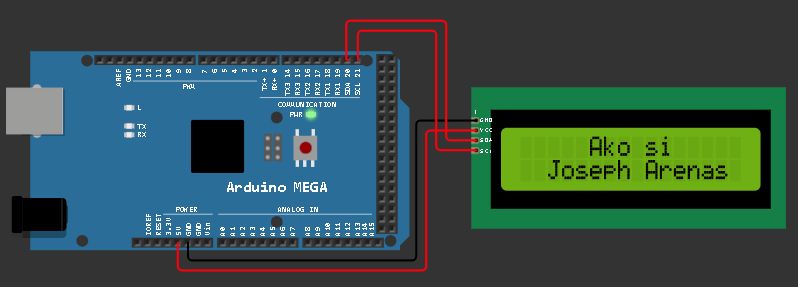 AREF
GND
13
12
11
10
9
8
7
6
5
4
3
2
TX→ 1
RX← 0
TX3 14
RX3 15
TX2 16
RX2 17
TX1 18
RX1 19
SDA 20
SCL 21
PWM
COMMUNICATION
L
TX
RX
PWR
Arduino MEGA
POWER
ANALOG IN
IOREF
RESET
3.3V
5V
GND
GND
Vin
A0
A1
A2
A3
A4
A5
A6
A7
A8
A9
A10
A11
A12
A13
A14
A15
1
GND
VCC
SDA
SCL
Ako si
Joseph Arenas